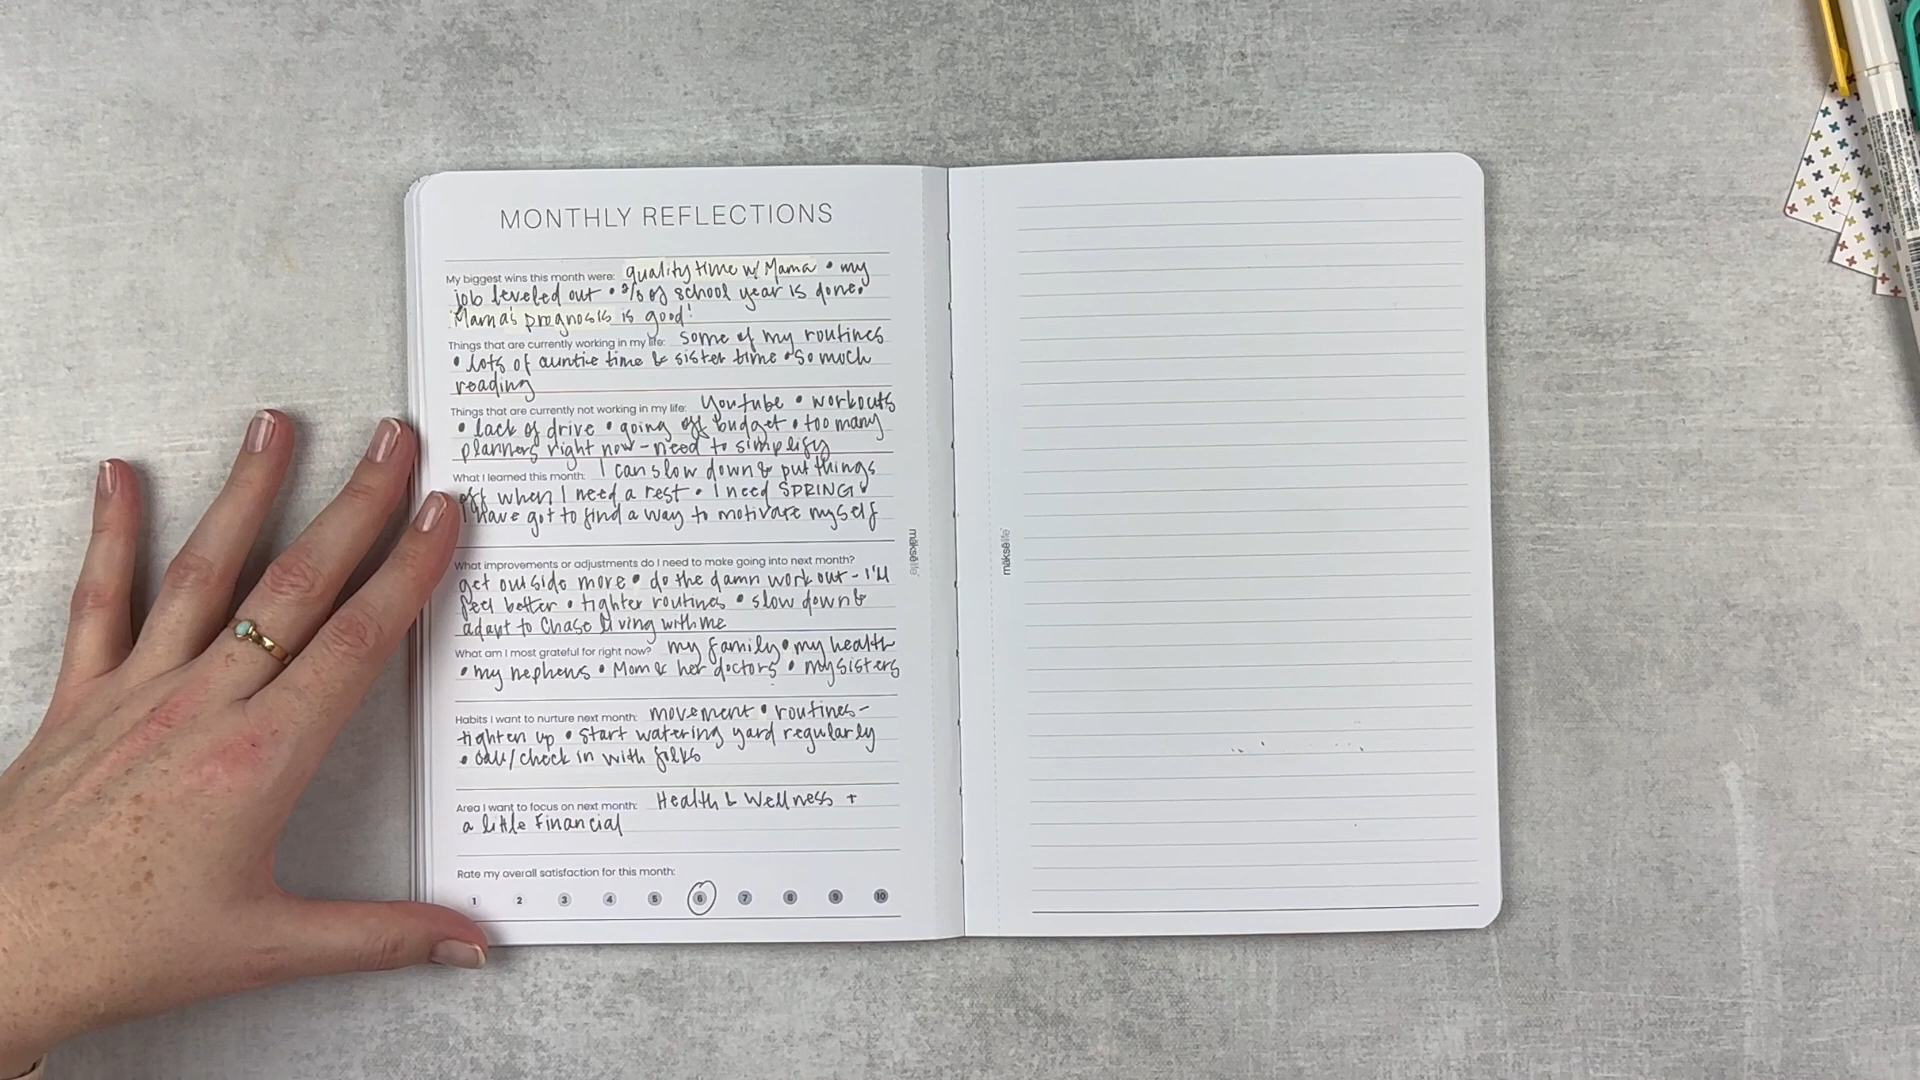 MONTHLY REFLECTIONS
My biggest wins this month were: quality time w/ Mama • my
job leveled out • 2/3 of school year is done.
Mama's prognosis is good!
Things that are currently working in my life: some of my routines
• lots of auntie time & sister time • so much
reading
Things that are currently not working in my life: YouTube • workouts
• lack of drive • going off budget • too many
planners right now - need to simplify
What I learned this month: I can slow down & put things
off when I need a rest • I need SPRING •
I have got to find a way to motivate myself
What improvements or adjustments do I need to make going into next month?
get outside more • do the damn work out - I'll
feel better • tighter routines • slow down &
adapt to Chase living with me
What am I most grateful for right now? my family • my health
• my nephews • Mom & her doctors • my sisters
Habits I want to nurture next month: movement • routines -
tighten up • start watering yard regularly
• call/check in with folks
Area I want to focus on next month: Health & Wellness +
a little Financial
Rate my overall satisfaction for this month:
1 2 3 4 5 6 7 8 9 10
mäksēlife
mäksēlife